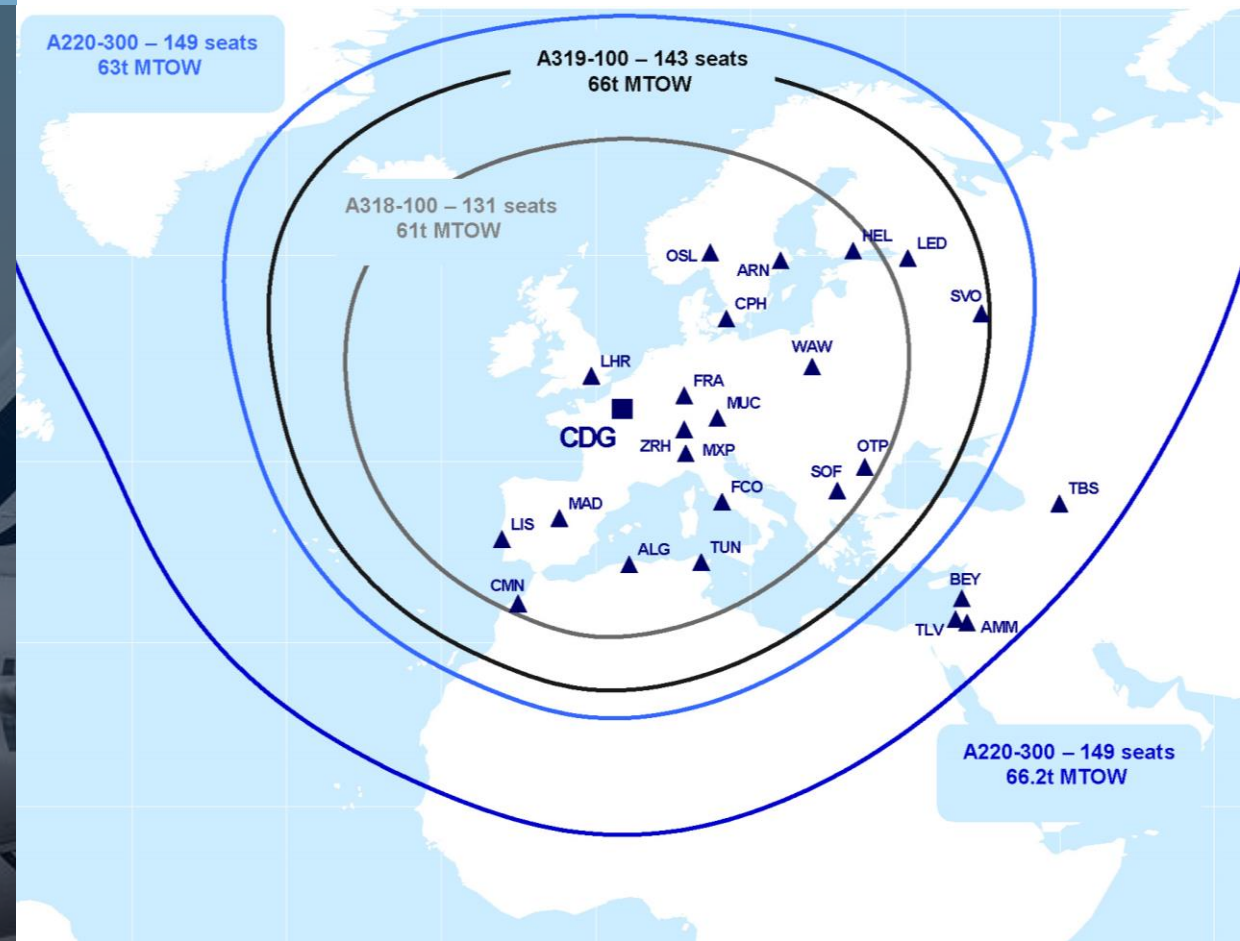 A220-300 – 149 seats
63t MTOW
A319-100 – 143 seats
66t MTOW
A318-100 – 131 seats
61t MTOW
OSL
ARN
HEL
LED
SVO
CPH
WAW
LHR
FRA
MUC
CDG
ZRH
MXP
OTP
SOF
FCO
TBS
MAD
LIS
ALG
TUN
CMN
BEY
TLV
AMM
A220-300 – 149 seats
66.2t MTOW